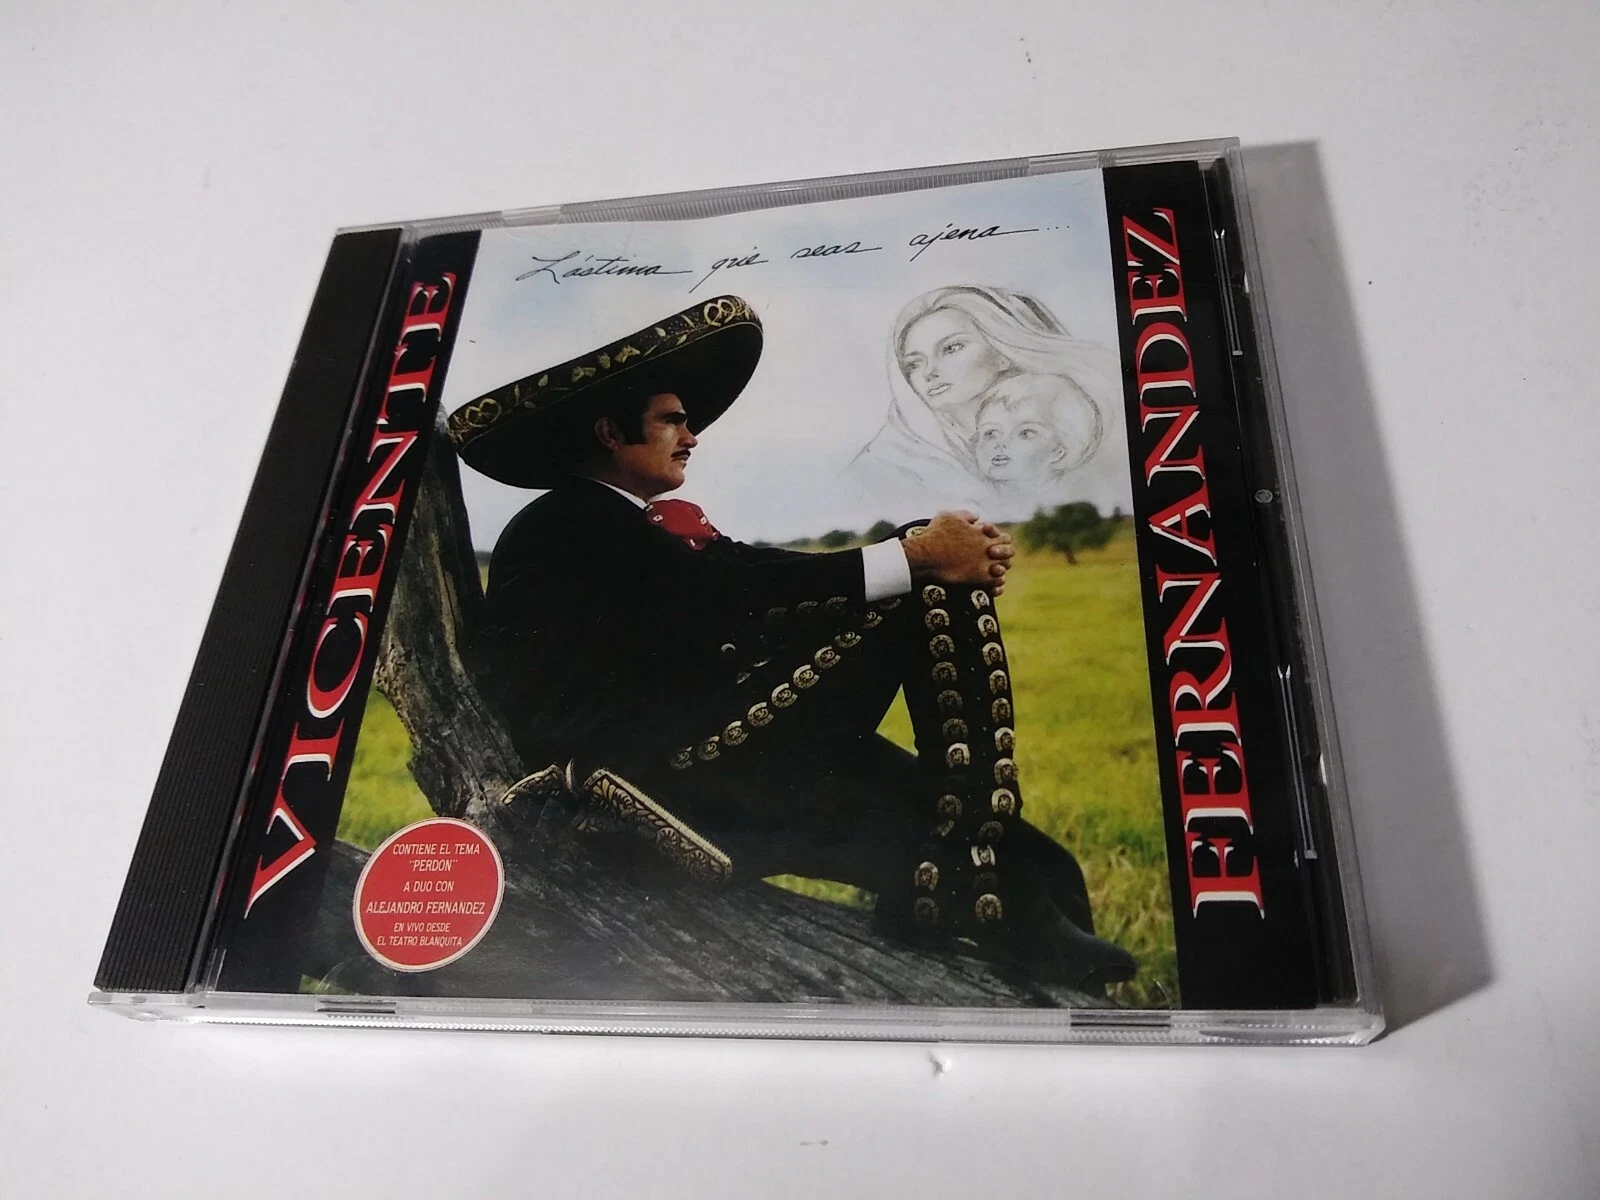 Lástima que seas ajena...
VICENTE
FERNANDEZ
CONTIENE EL TEMA
"PERDON"
A DUO CON
ALEJANDRO FERNANDEZ
EN VIVO DESDE
EL TEATRO BLANQUITA